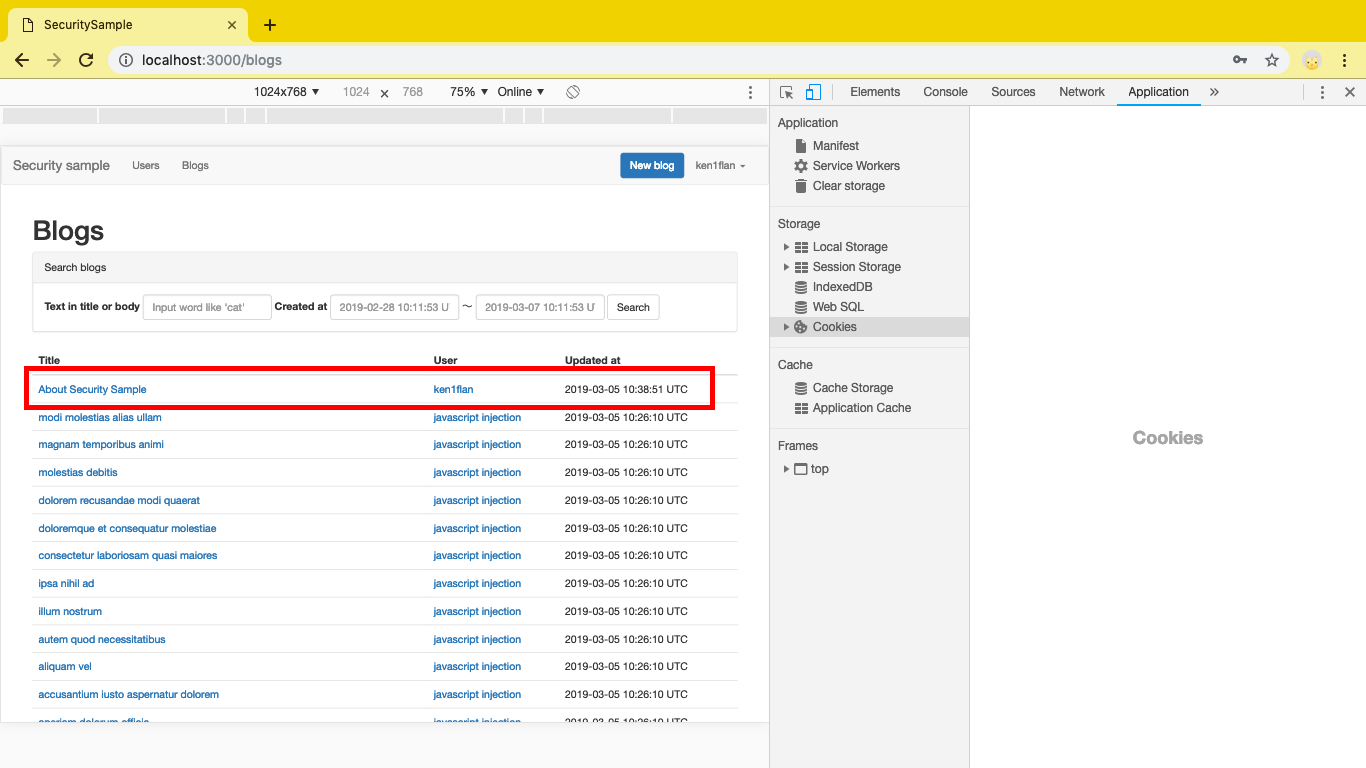 SecuritySample
localhost:3000/blogs
1024x768 1024 x 768 75% Online
Elements Console Sources Network Application
Security sample Users Blogs New blog ken1flan
Blogs
Search blogs
Text in title or body Input word like 'cat' Created at 2019-02-28 10:11:53 U 〜 2019-03-07 10:11:53 U Search
Title User Updated at
About Security Sample ken1flan 2019-03-05 10:38:51 UTC
modi molestias alias ullam javascript injection 2019-03-05 10:26:10 UTC
magnam temporibus animi javascript injection 2019-03-05 10:26:10 UTC
molestias debitis javascript injection 2019-03-05 10:26:10 UTC
dolorem recusandae modi quaerat javascript injection 2019-03-05 10:26:10 UTC
doloremque et consequatur molestiae javascript injection 2019-03-05 10:26:10 UTC
consectetur laboriosam quasi maiores javascript injection 2019-03-05 10:26:10 UTC
ipsa nihil ad javascript injection 2019-03-05 10:26:10 UTC
illum nostrum javascript injection 2019-03-05 10:26:10 UTC
autem quod necessitatibus javascript injection 2019-03-05 10:26:10 UTC
aliquam vel javascript injection 2019-03-05 10:26:10 UTC
accusantium iusto aspernatur dolorem javascript injection 2019-03-05 10:26:10 UTC
javascript injection 2019-03-05 10:26:10 UTC
Application
Manifest
Service Workers
Clear storage
Storage
Local Storage
Session Storage
IndexedDB
Web SQL
Cookies
Cache
Cache Storage
Application Cache
Frames
top
Cookies